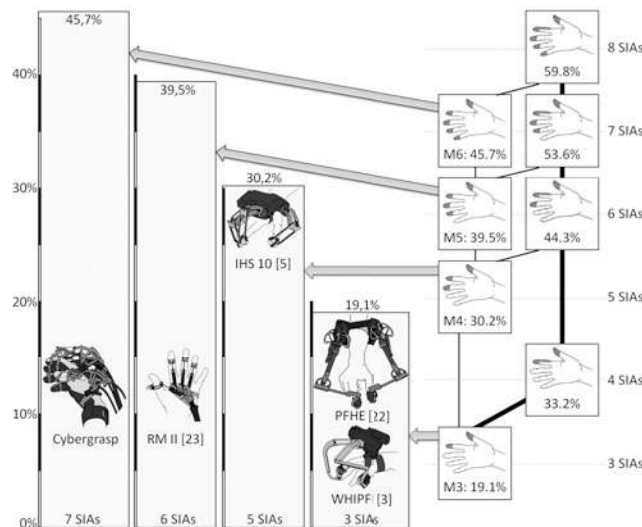 45,7%
8 SIAs
59.8%
40%
39,5%
7 SIAs
M6: 45.7%
53.6%
30%
30,2%
6 SIAs
IHS 10 [5]
M5: 39.5%
44.3%
20%
19,1%
5 SIAs
M4: 30.2%
4 SIAs
33.2%
10%
Cybergrasp
RM II [23]
PFHE [22]
WHIPF [3]
M3: 19.1%
3 SIAs
0%
7 SIAs
6 SIAs
5 SIAs
3 SIAs